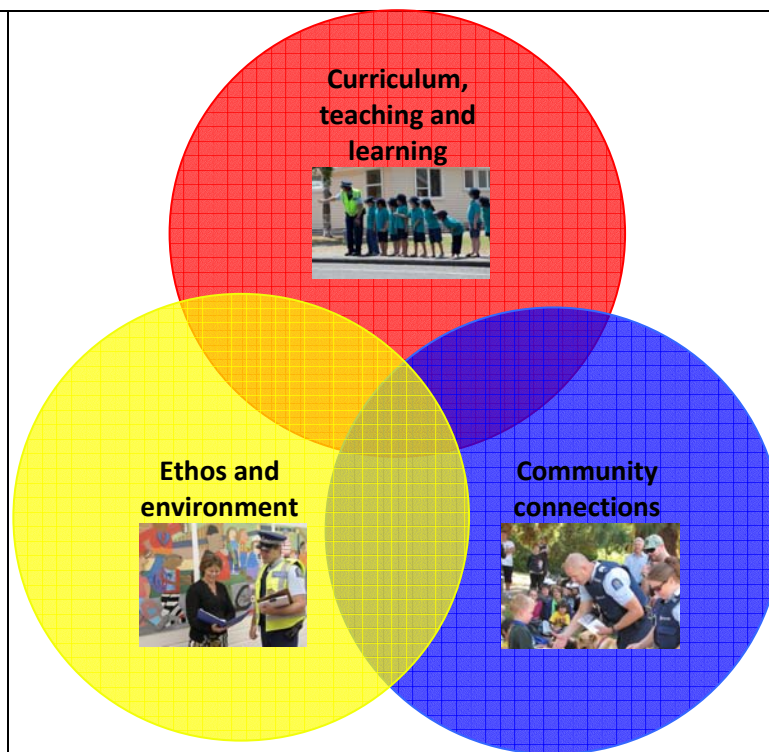 Curriculum,
teaching and
learning
Ethos and
environment
Community
connections